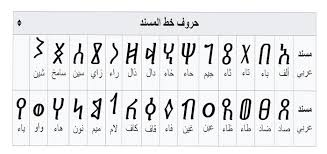 حروف خط المسند
مسند 𐩱 𐩨 𐩩 𐩻 𐩴 𐩢 𐩭 𐩵 𐩹 𐩧 𐩸 𐩪 𐩯 𐩦
عربي ألف باء تاء ثاء جيم حاء خاء دال ذال راء زاي سين سامخ شين
مسند 𐩮 𐩳 𐩷 𐩼 𐩲 𐩶 𐩰 𐩤 𐩫 𐩡 𐩣 𐩬 𐩠 𐩥 𐩺
عربي صاد ضاد طاء ظاء عين غين فاء قاف كاف لام ميم نون هاء واو ياء